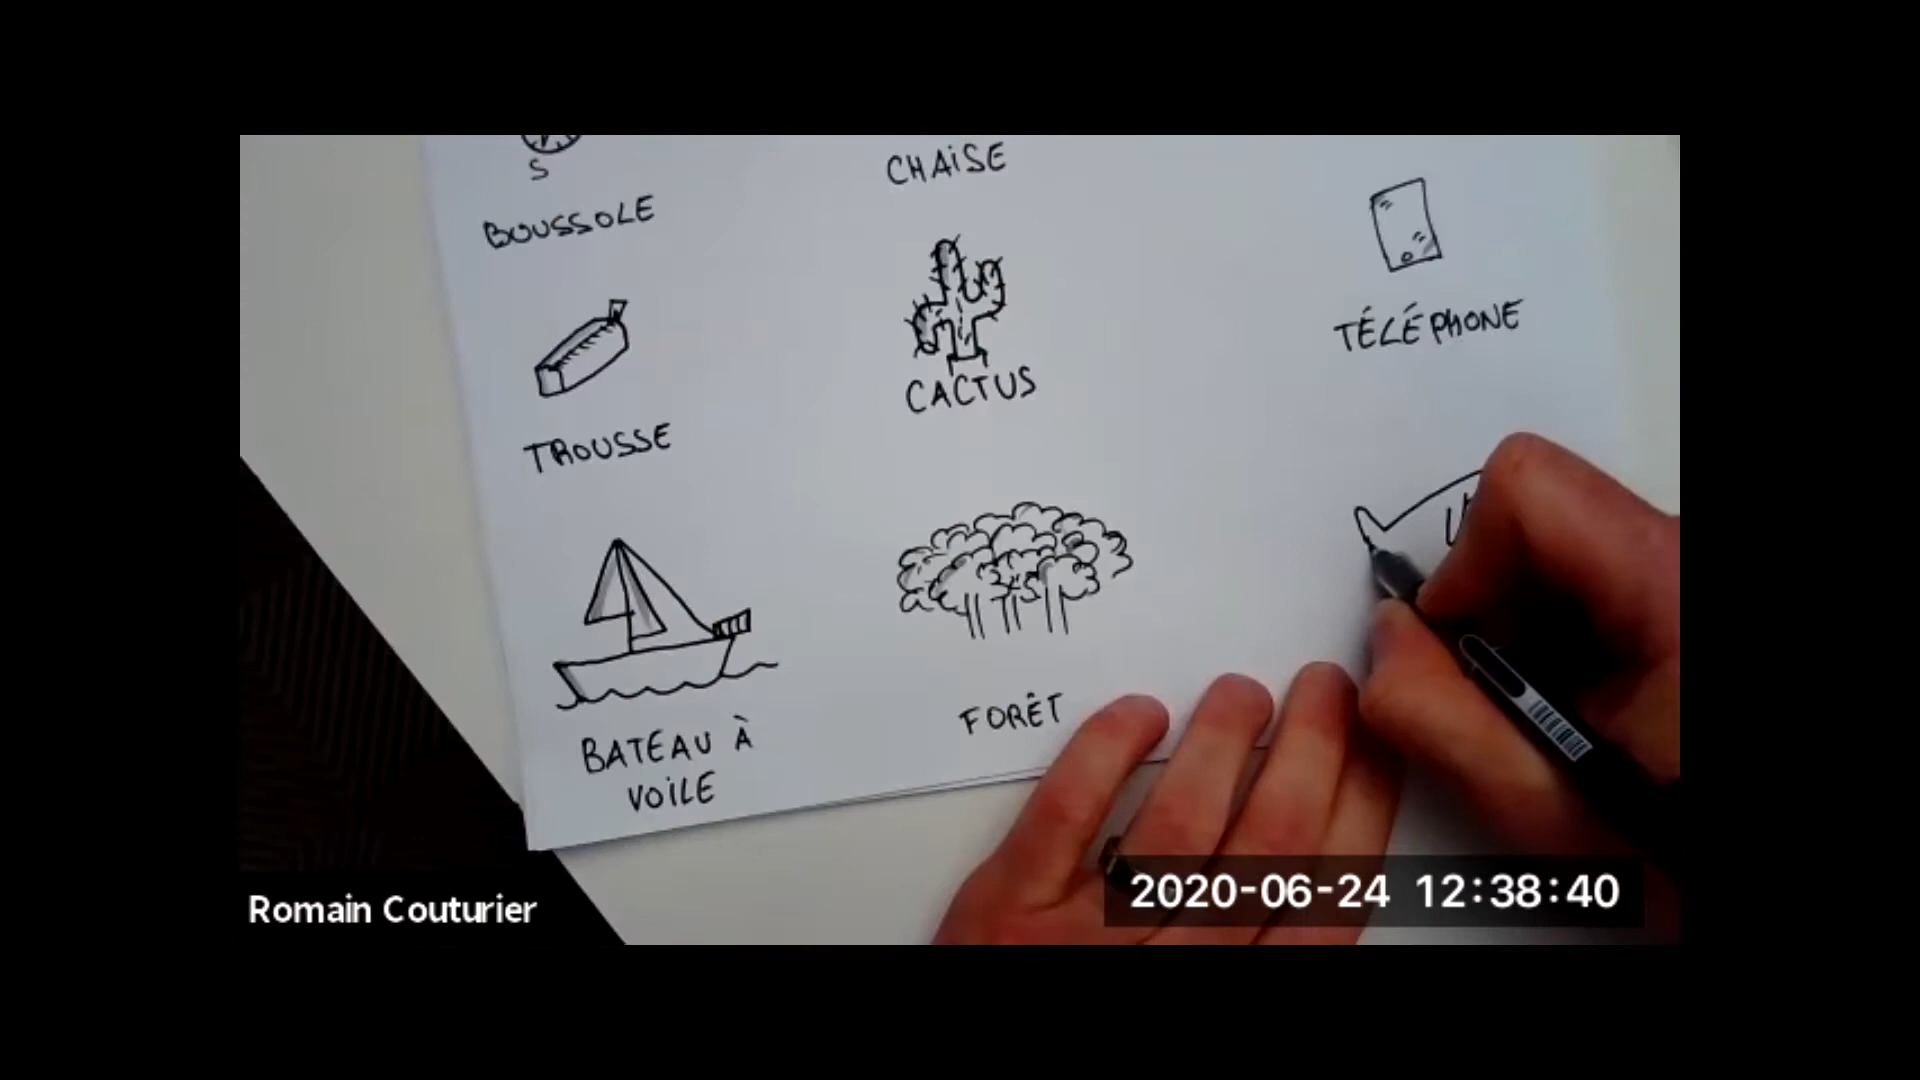 S
BOUSSOLE
CHAISE
TÉLÉPHONE
CACTUS
TROUSSE
FORÊT
BATEAU À
VOILE
Romain Couturier
2020-06-24 12:38:40